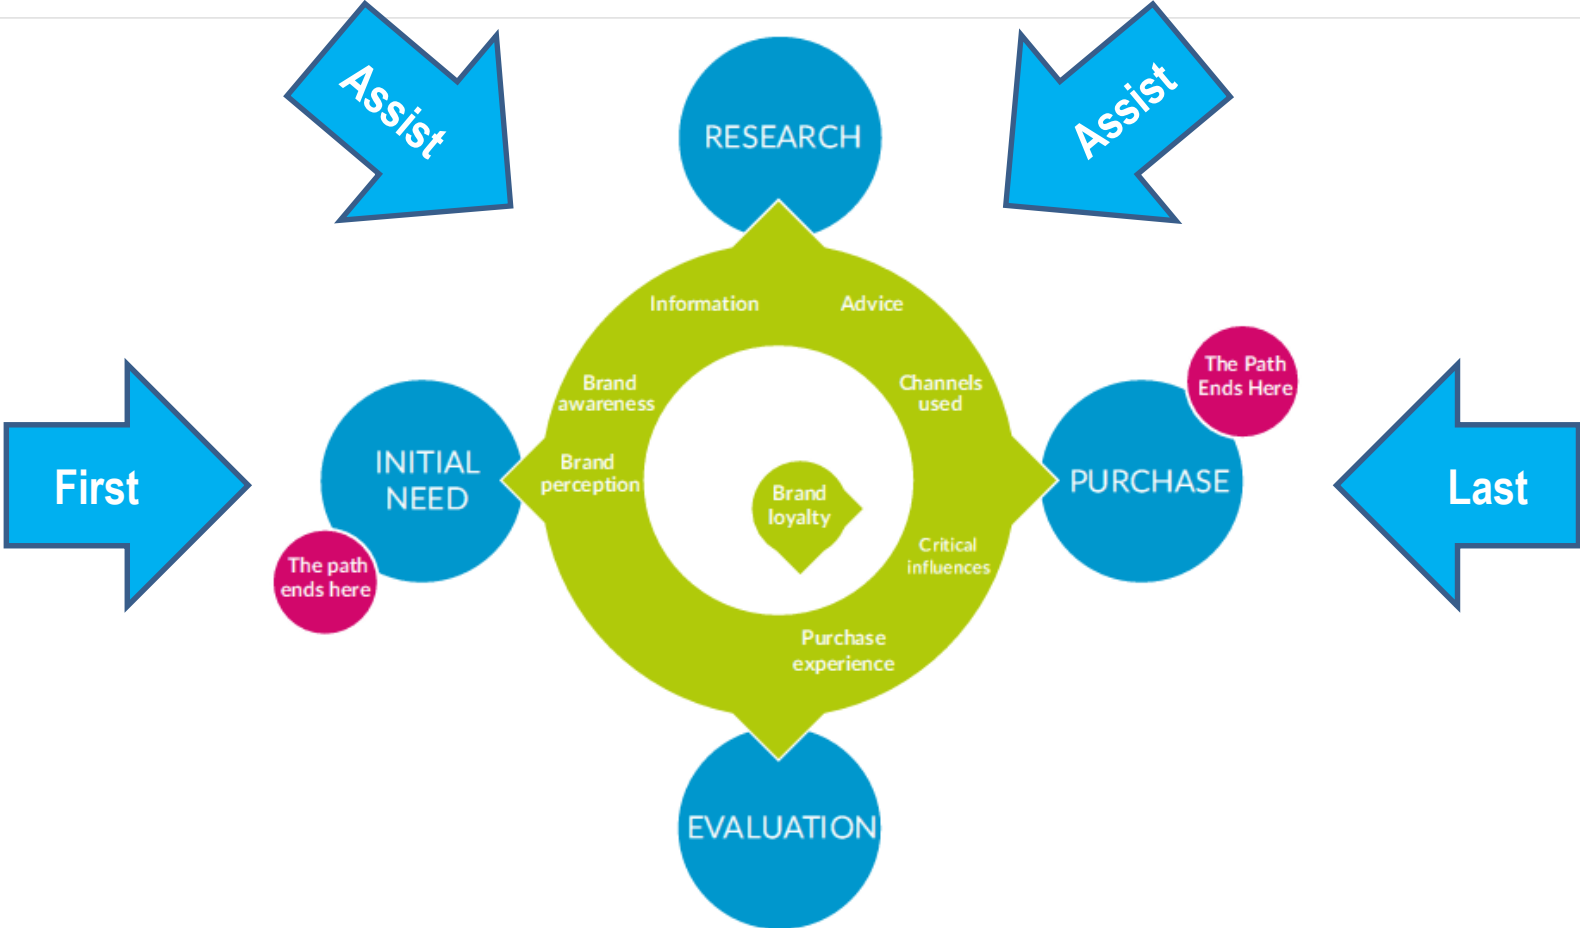 Assist
Assist
RESEARCH
Information
Advice
The Path
Ends Here
Brand
awareness
Channels
used
First
INITIAL
NEED
Brand
perception
Brand
loyalty
PURCHASE
Last
The path
ends here
Critical
influences
Purchase
experience
EVALUATION